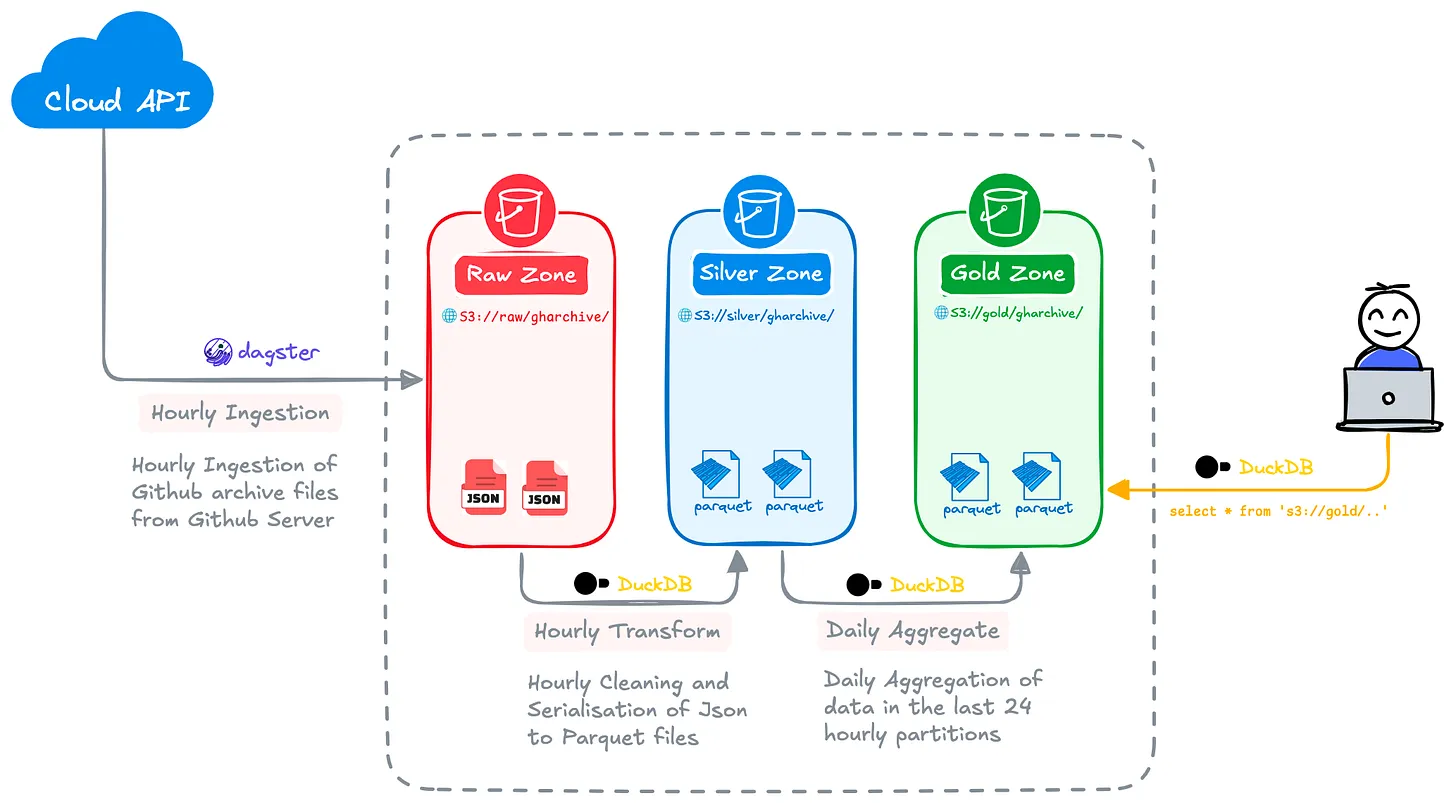 Cloud API
dagster
Hourly Ingestion
Hourly Ingestion of
Github archive files
from Github Server
Raw Zone
S3://raw/gharchive/
JSON
JSON
Silver Zone
S3://silver/gharchive/
parquet
parquet
Gold Zone
S3://gold/gharchive/
parquet
parquet
DuckDB
Hourly Transform
Hourly Cleaning and
Serialisation of Json
to Parquet files
DuckDB
Daily Aggregate
Daily Aggregation of
data in the last 24
hourly partitions
DuckDB
select * from 's3://gold/..'